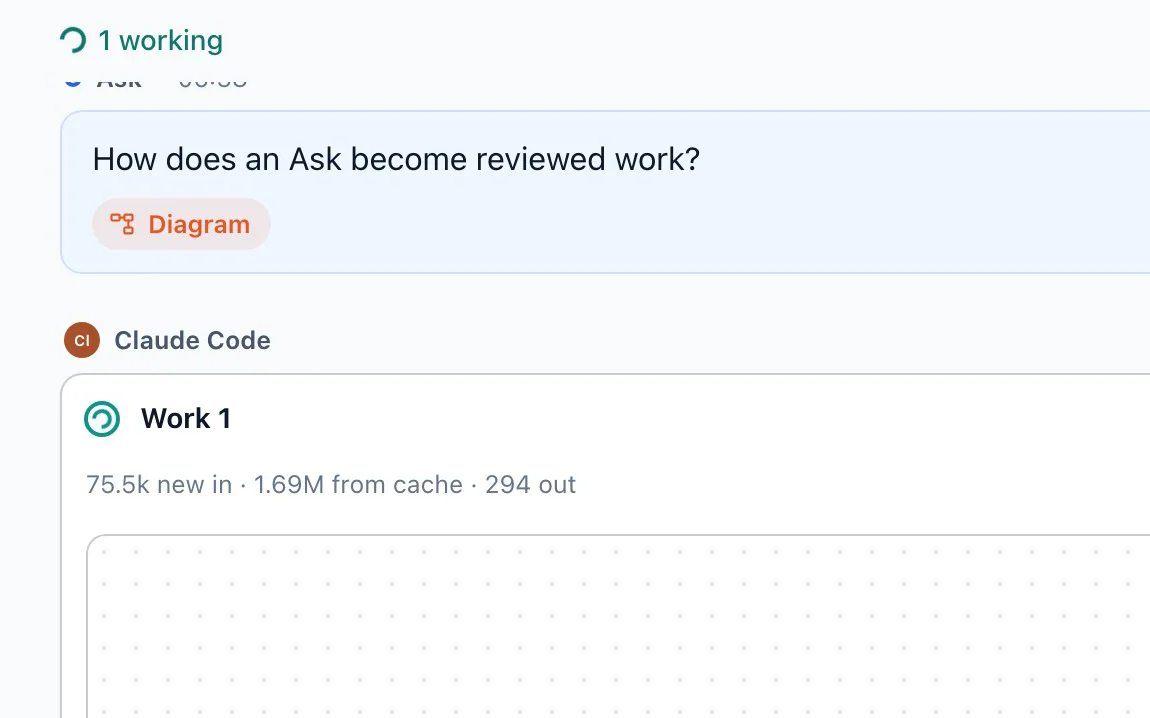 1 working
Ask
How does an Ask become reviewed work?
Diagram
CI Claude Code
Work 1
75.5k new in · 1.69M from cache · 294 out